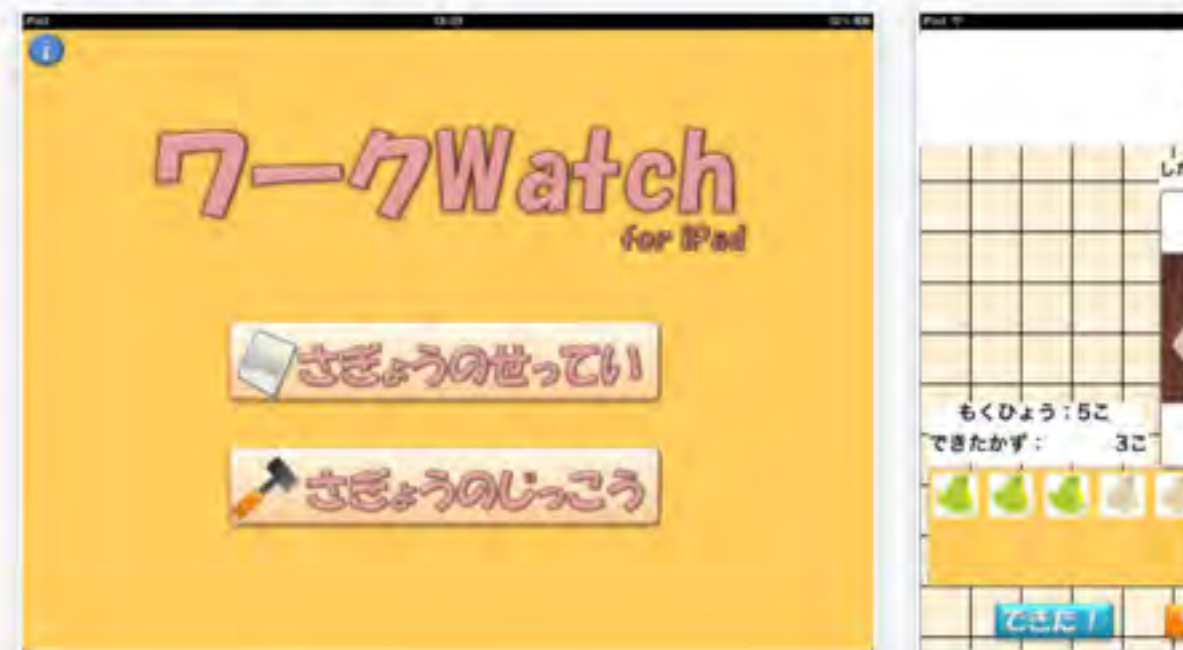 iPad
ワークWatch
for iPad
さぎょうのせってい
さぎょうのじっこう
iPad
もくひょう：5こ
できたかず： 3こ
できた！